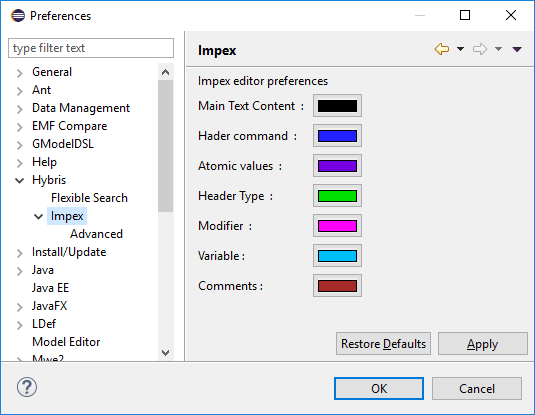 Preferences
type filter text
General
Ant
Data Management
EMF Compare
GModelDSL
Help
Hybris
Flexible Search
Impex
Advanced
Install/Update
Java
Java EE
JavaFX
LDef
Model Editor
Mwe2
Impex
Impex editor preferences
Main Text Content :
Hader command :
Atomic values :
Header Type :
Modifier :
Variable :
Comments :
Restore Defaults
Apply
?
OK
Cancel